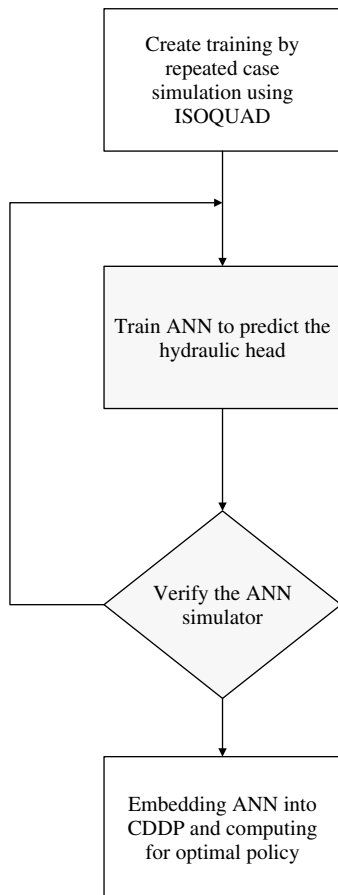 Create training by
repeated case
simulation using
ISOQUAD
Train ANN to predict the
hydraulic head
Verify the ANN
simulator
Embedding ANN into
CDDP and computing
for optimal policy